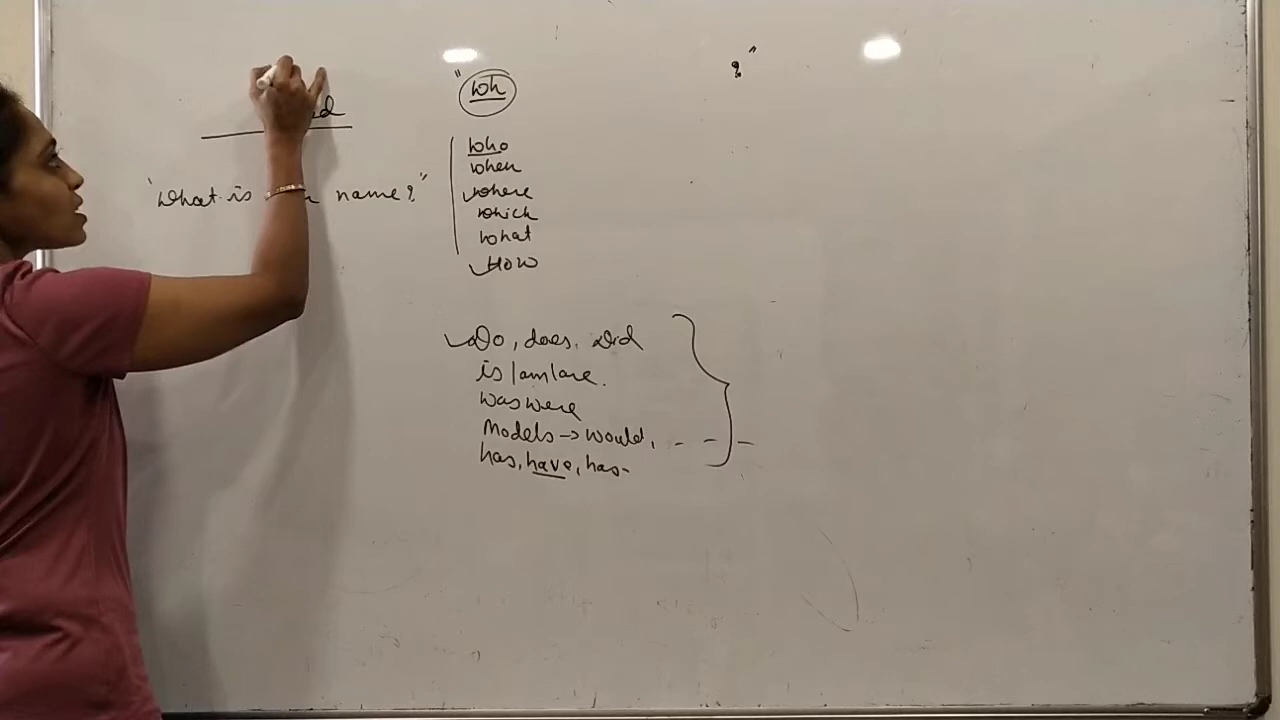 "What is name?"
" wh
who
when
where
which
what
How
? "
Do, does, did
is/am/are.
was were
Models → would, - - -
has, have, has-